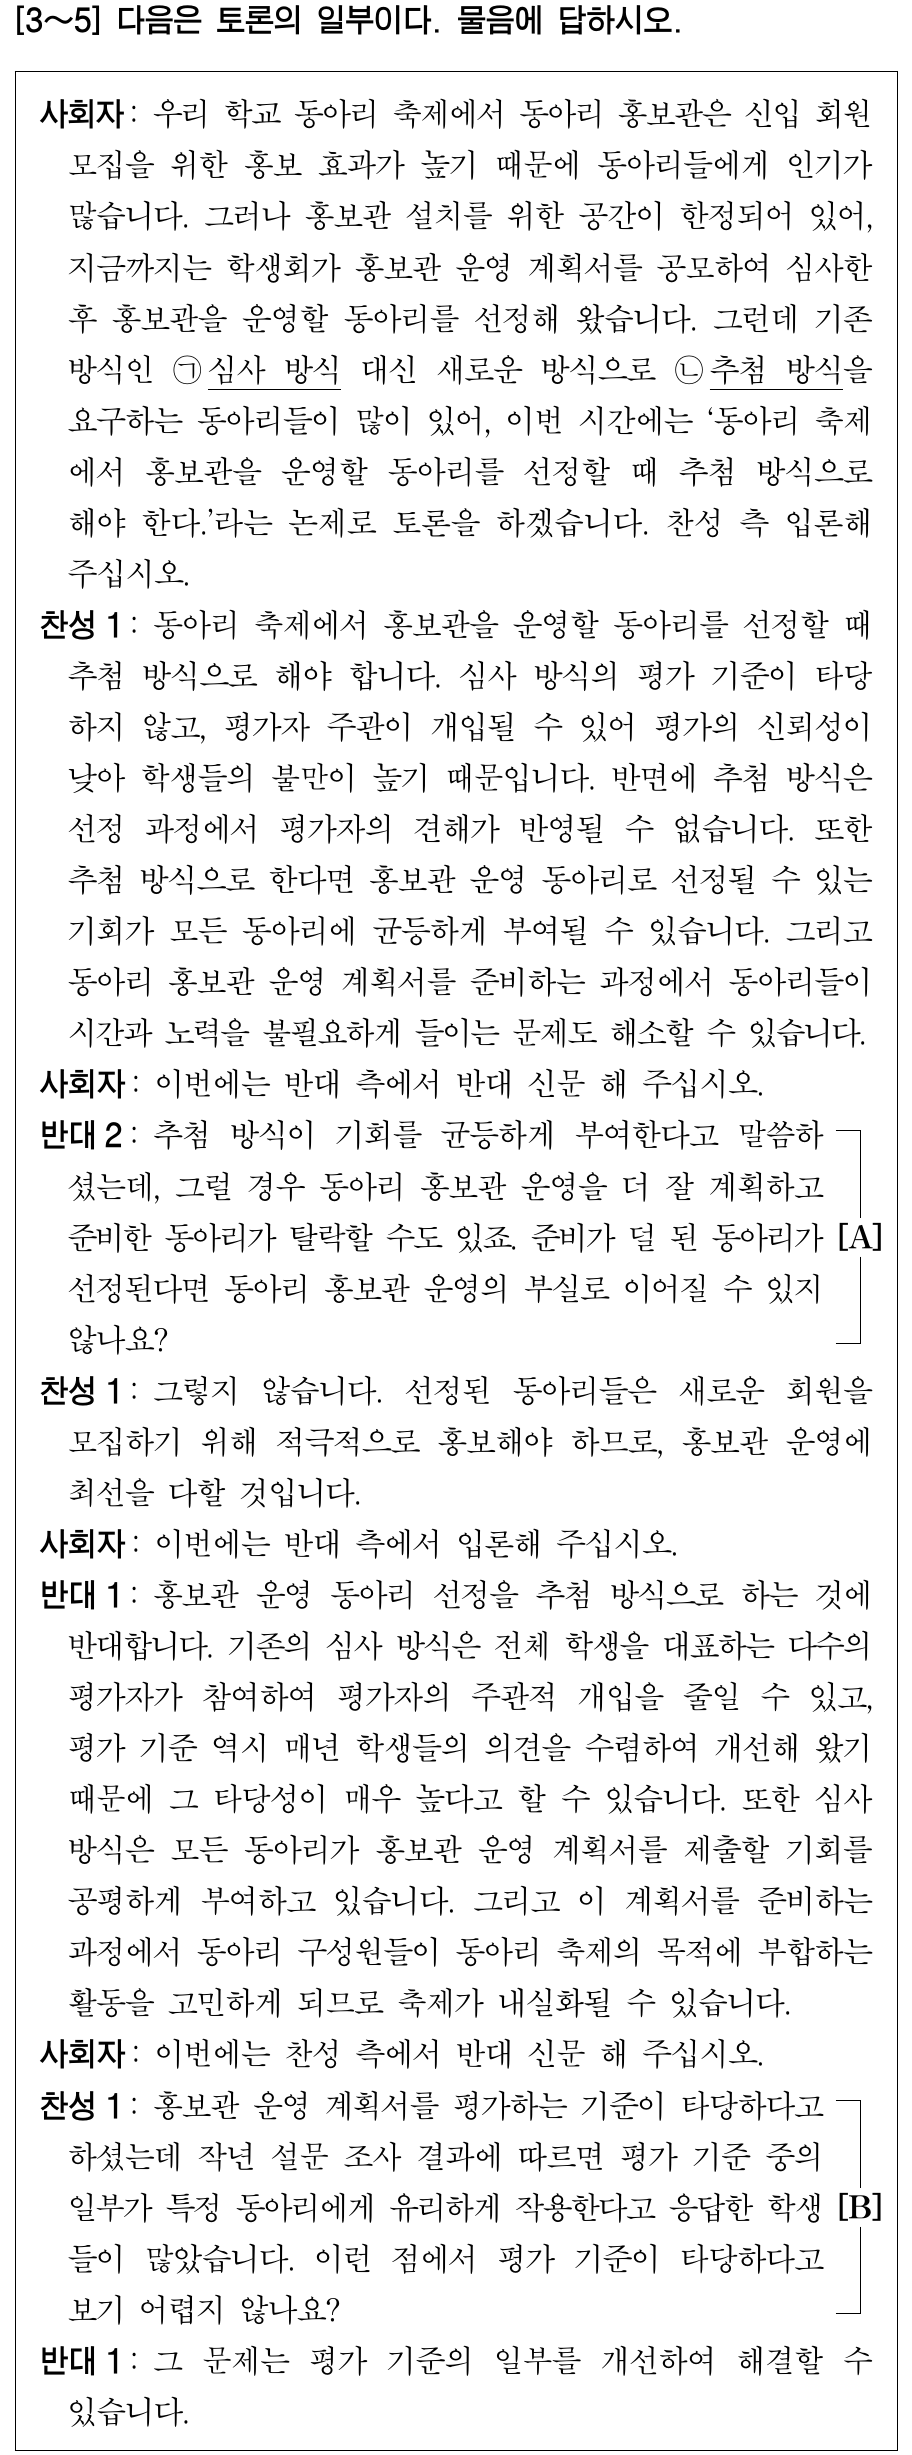 [3~5] 다음은 토론의 일부이다. 물음에 답하시오.
사회자 : 우리 학교 동아리 축제에서 동아리 홍보관은 신입 회원
모집을 위한 홍보 효과가 높기 때문에 동아리들에게 인기가
많습니다. 그러나 홍보관 설치를 위한 공간이 한정되어 있어,
지금까지는 학생회가 홍보관 운영 계획서를 공모하여 심사한
후 홍보관을 운영할 동아리를 선정해 왔습니다. 그런데 기존
방식인 ㉠심사 방식 대신 새로운 방식으로 ㉡추첨 방식을
요구하는 동아리들이 많이 있어, 이번 시간에는 ‘동아리 축제
에서 홍보관을 운영할 동아리를 선정할 때 추첨 방식으로
해야 한다.’라는 논제로 토론을 하겠습니다. 찬성 측 입론해
주십시오.
찬성 1 : 동아리 축제에서 홍보관을 운영할 동아리를 선정할 때
추첨 방식으로 해야 합니다. 심사 방식의 평가 기준이 타당
하지 않고, 평가자 주관이 개입될 수 있어 평가의 신뢰성이
낮아 학생들의 불만이 높기 때문입니다. 반면에 추첨 방식은
선정 과정에서 평가자의 견해가 반영될 수 없습니다. 또한
추첨 방식으로 한다면 홍보관 운영 동아리로 선정될 수 있는
기회가 모든 동아리에 균등하게 부여될 수 있습니다. 그리고
동아리 홍보관 운영 계획서를 준비하는 과정에서 동아리들이
시간과 노력을 불필요하게 들이는 문제도 해소할 수 있습니다.
사회자 : 이번에는 반대 측에서 반대 신문 해 주십시오.
반대 2 : 추첨 방식이 기회를 균등하게 부여한다고 말씀하
셨는데, 그럴 경우 동아리 홍보관 운영을 더 잘 계획하고
준비한 동아리가 탈락할 수도 있죠. 준비가 덜 된 동아리가 [A]
선정된다면 동아리 홍보관 운영의 부실로 이어질 수 있지
않나요?
찬성 1 : 그렇지 않습니다. 선정된 동아리들은 새로운 회원을
모집하기 위해 적극적으로 홍보해야 하므로, 홍보관 운영에
최선을 다할 것입니다.
사회자 : 이번에는 반대 측에서 입론해 주십시오.
반대 1 : 홍보관 운영 동아리 선정을 추첨 방식으로 하는 것에
반대합니다. 기존의 심사 방식은 전체 학생을 대표하는 다수의
평가자가 참여하여 평가자의 주관적 개입을 줄일 수 있고,
평가 기준 역시 매년 학생들의 의견을 수렴하여 개선해 왔기
때문에 그 타당성이 매우 높다고 할 수 있습니다. 또한 심사
방식은 모든 동아리가 홍보관 운영 계획서를 제출할 기회를
공평하게 부여하고 있습니다. 그리고 이 계획서를 준비하는
과정에서 동아리 구성원들이 동아리 축제의 목적에 부합하는
활동을 고민하게 되므로 축제가 내실화될 수 있습니다.
사회자 : 이번에는 찬성 측에서 반대 신문 해 주십시오.
찬성 1 : 홍보관 운영 계획서를 평가하는 기준이 타당하다고
하셨는데 작년 설문 조사 결과에 따르면 평가 기준 중의
일부가 특정 동아리에게 유리하게 작용한다고 응답한 학생 [B]
들이 많았습니다. 이런 점에서 평가 기준이 타당하다고
보기 어렵지 않나요?
반대 1 : 그 문제는 평가 기준의 일부를 개선하여 해결할 수
있습니다.